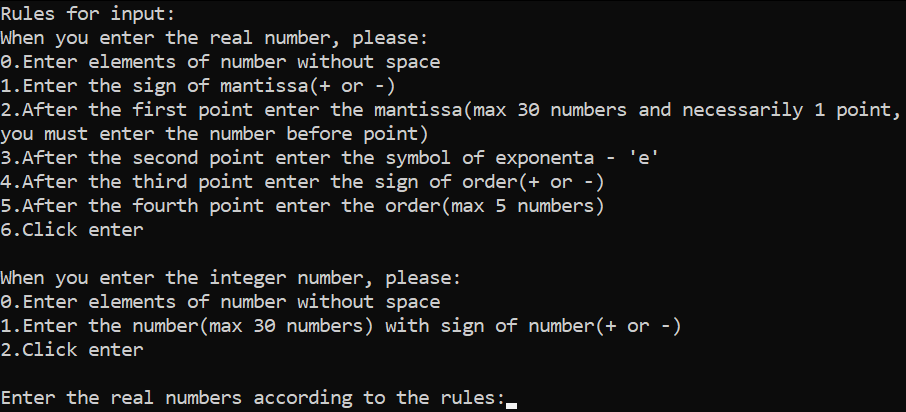 Rules for input:
When you enter the real number, please:
0.Enter elements of number without space
1.Enter the sign of mantissa(+ or -)
2.After the first point enter the mantissa(max 30 numbers and necessarily 1 point,
you must enter the number before point)
3.After the second point enter the symbol of exponenta - 'e'
4.After the third point enter the sign of order(+ or -)
5.After the fourth point enter the order(max 5 numbers)
6.Click enter
When you enter the integer number, please:
0.Enter elements of number without space
1.Enter the number(max 30 numbers) with sign of number(+ or -)
2.Click enter
Enter the real numbers according to the rules: